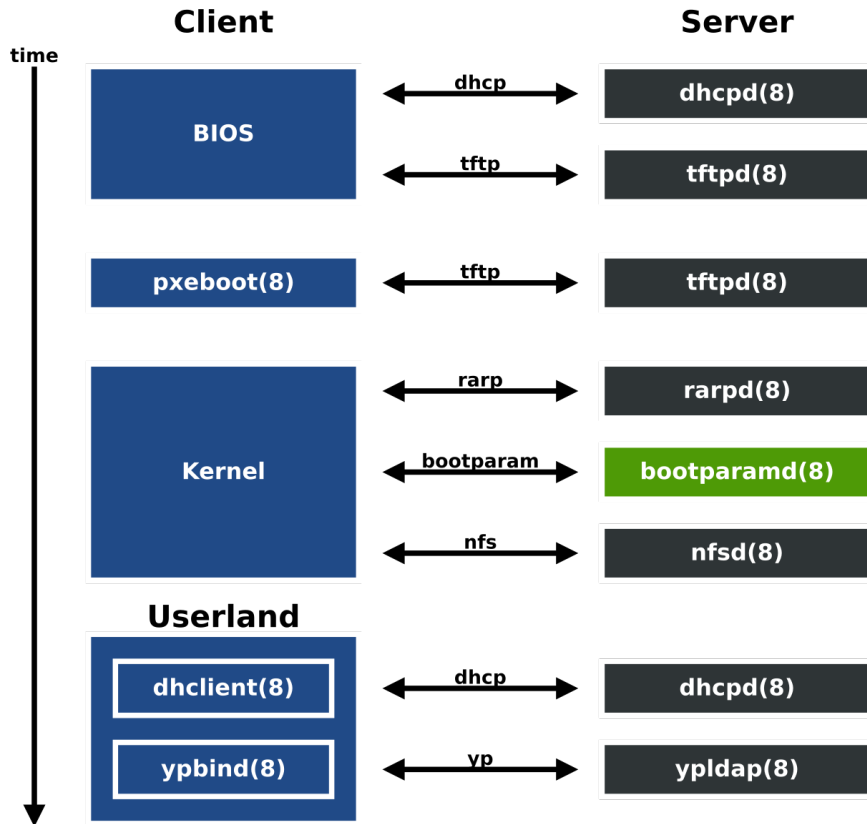 Client Server
time
dhcp dhcpd(8)
BIOS
tftp tftpd(8)
pxeboot(8) tftp tftpd(8)
rarp rarpd(8)
Kernel bootparam bootparamd(8)
nfs nfsd(8)
Userland
dhclient(8) dhcp dhcpd(8)
ypbind(8) yp ypldap(8)